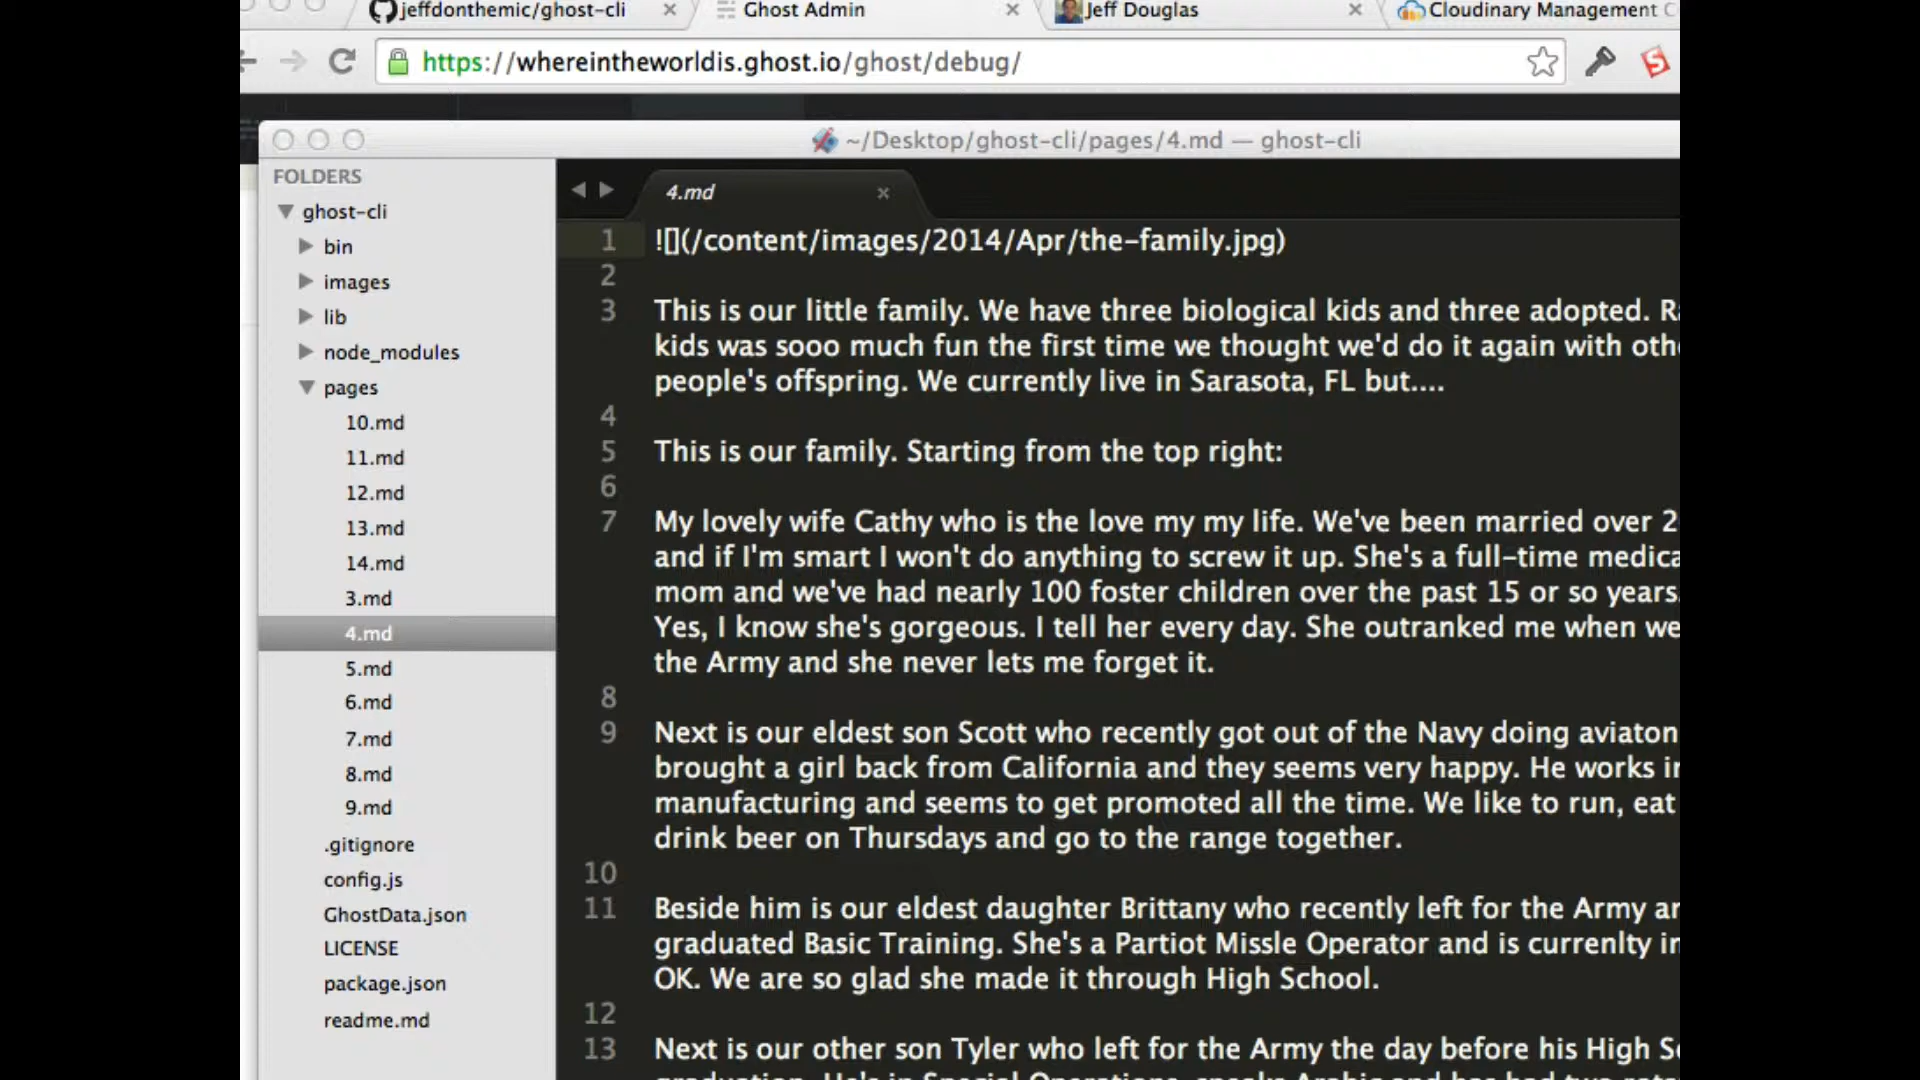 jeffdonthemic/ghost-cli
Ghost Admin
Jeff Douglas
Cloudinary Management
https://whereintheworldis.ghost.io/ghost/debug/
~/Desktop/ghost-cli/pages/4.md — ghost-cli
FOLDERS
ghost-cli
bin
images
lib
node_modules
pages
10.md
11.md
12.md
13.md
14.md
3.md
4.md
5.md
6.md
7.md
8.md
9.md
.gitignore
config.js
GhostData.json
LICENSE
package.json
readme.md
4.md
1 ![](/content/images/2014/Apr/the-family.jpg)
2
3 This is our little family. We have three biological kids and three adopted.
kids was sooo much fun the first time we thought we'd do it again with
people's offspring. We currently live in Sarasota, FL but....
4
5 This is our family. Starting from the top right:
6
7 My lovely wife Cathy who is the love my my life. We've been married over
and if I'm smart I won't do anything to screw it up. She's a full-time
mom and we've had nearly 100 foster children over the past 15 or so years.
Yes, I know she's gorgeous. I tell her every day. She outranked me when we
the Army and she never lets me forget it.
8
9 Next is our eldest son Scott who recently got out of the Navy doing aviaton
brought a girl back from California and they seems very happy. He works
manufacturing and seems to get promoted all the time. We like to run, eat
drink beer on Thursdays and go to the range together.
10
11 Beside him is our eldest daughter Brittany who recently left for the Army
graduated Basic Training. She's a Partiot Missle Operator and is currenlty
OK. We are so glad she made it through High School.
12
13 Next is our other son Tyler who left for the Army the day before his High